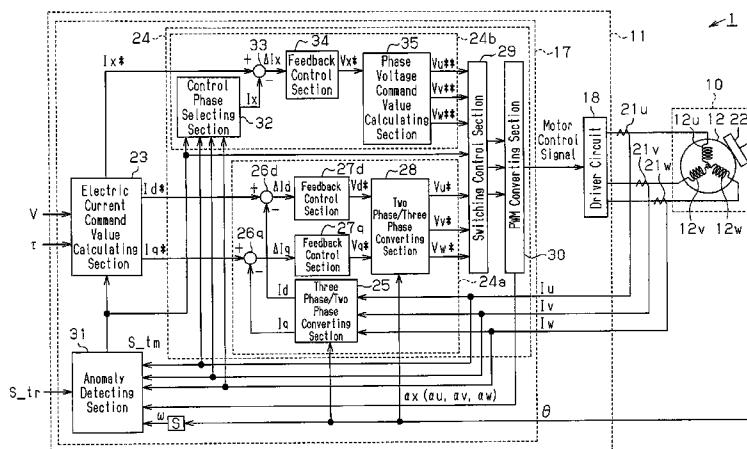 1
24
33
34
35
24b
29
17
11
Ix*
+
−
ΔIx
Feedback Control Section
Vx*
Phase Voltage Command Value Calculating Section
Vu**
Vv**
Vw**
Control Phase Selecting Section
Ix
32
Switching Control Section
PWM Converting Section
Motor Control Signal
18
Driver Circuit
21u
21v
21w
10
12u
12
22
12v
12w
23
Electric Current Command Value Calculating Section
V
τ
Id*
Iq*
26d
+
−
ΔId
27d
Feedback Control Section
Vd*
28
Two Phase/Three Phase Converting Section
Vu*
Vv*
Vw*
26q
+
−
ΔIq
27q
Feedback Control Section
Vq*
30
24a
Id
Iq
25
Three Phase/Two Phase Converting Section
Iu
Iv
Iw
31
S_tm
S_tr
Anomaly Detecting Section
ω
S
αx (αu, αv, αw)
θ